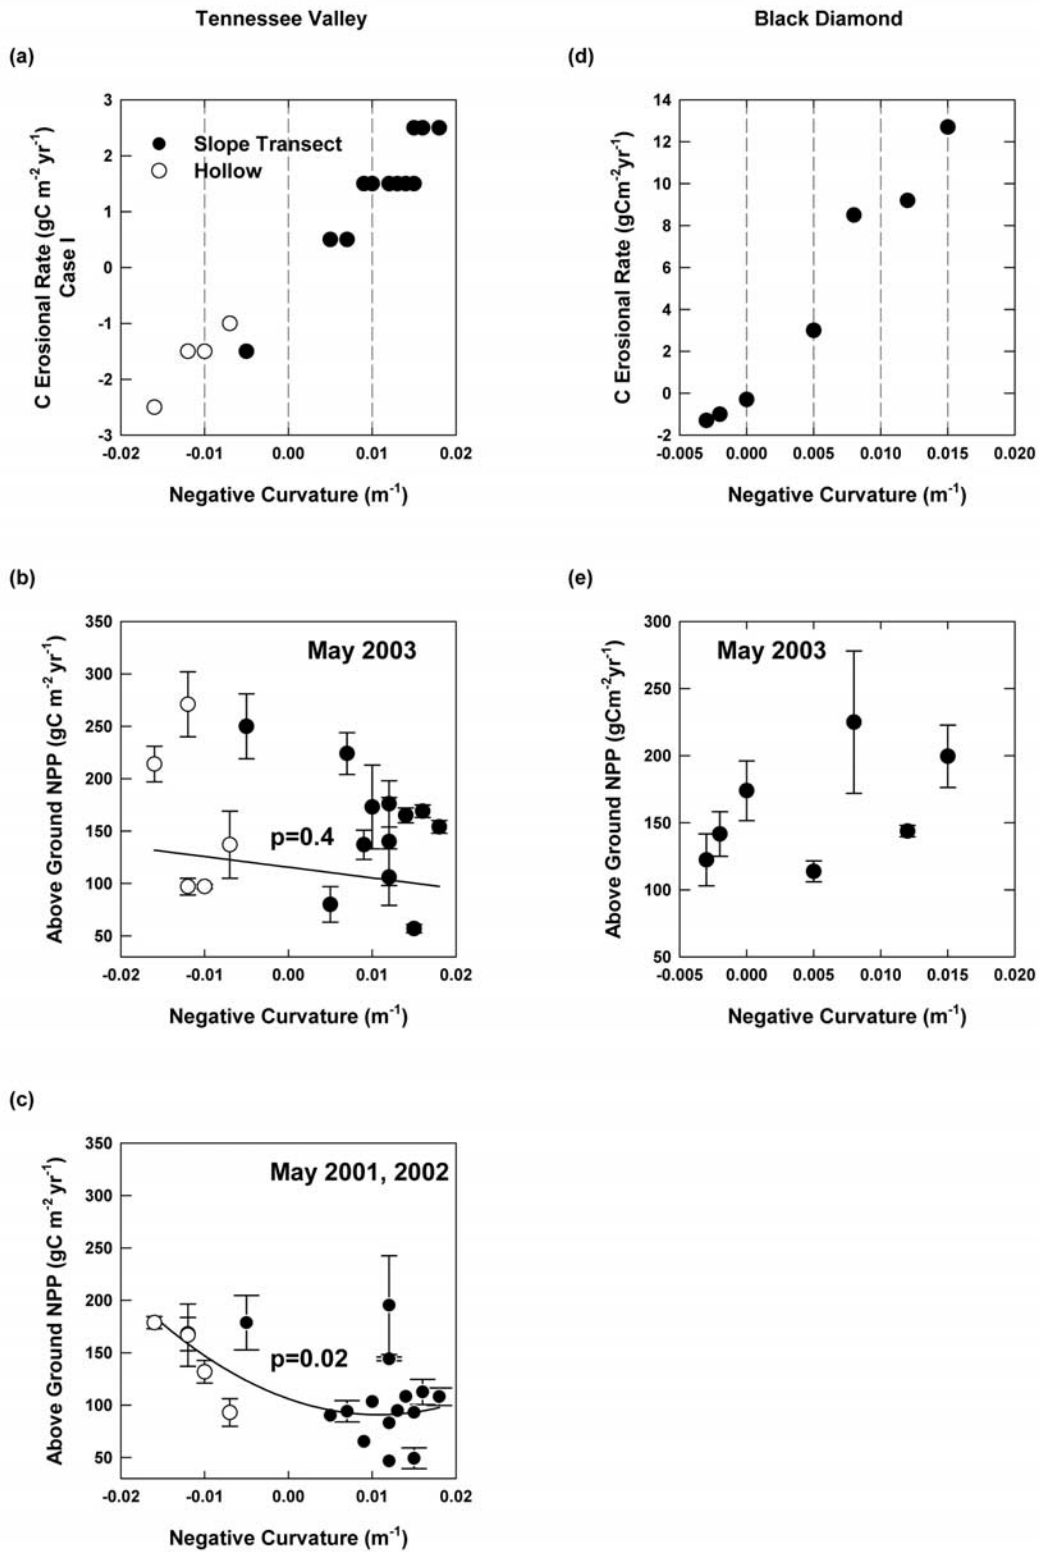 Tennessee Valley
Black Diamond
(a)
C Erosional Rate (gC m-2 yr-1)
Case I
3
2
1
0
-1
-2
-3
Slope Transect
Hollow
-0.02 -0.01 0.00 0.01 0.02
Negative Curvature (m-1)
(d)
C Erosional Rate (gCm-2yr-1)
14
12
10
8
6
4
2
0
-2
-0.005 0.000 0.005 0.010 0.015 0.020
Negative Curvature (m-1)
(b)
Above Ground NPP (gC m-2 yr-1)
350
300
250
200
150
100
50
May 2003
p=0.4
-0.02 -0.01 0.00 0.01 0.02
Negative Curvature (m-1)
(e)
Above Ground NPP (gCm-2yr-1)
300
250
200
150
100
50
May 2003
-0.005 0.000 0.005 0.010 0.015 0.020
Negative Curvature (m-1)
(c)
Above Ground NPP (gC m-2 yr-1)
350
300
250
200
150
100
50
May 2001, 2002
p=0.02
-0.02 -0.01 0.00 0.01 0.02
Negative Curvature (m-1)